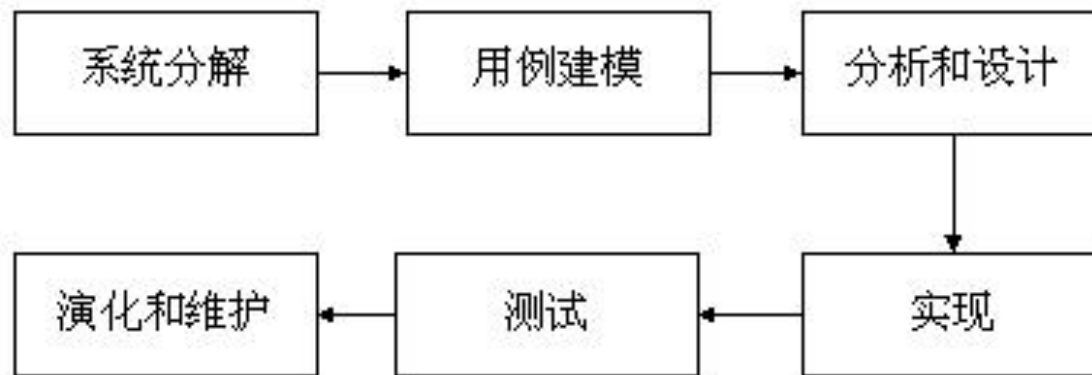 系统分解
用例建模
分析和设计
演化和维护
测试
实现